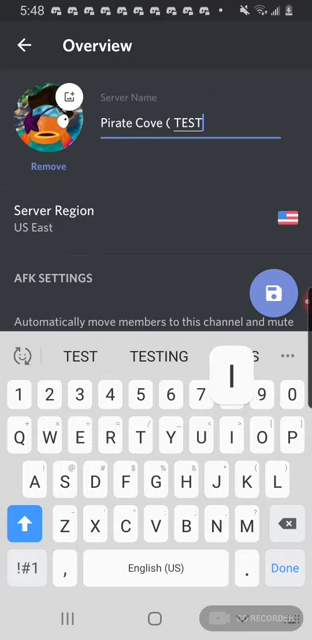 5:48
Overview
Server Name
Pirate Cove ( TEST
Remove
Server Region
US East
AFK SETTINGS
Automatically move members to this channel and mute
TEST TESTING S
I
1 2 3 4 5 6 7 9 0
Q W E R T Y U I O P
A S D F G H J K L
Z X C V B N M
!#1 , English (US) . Done
RECORDER